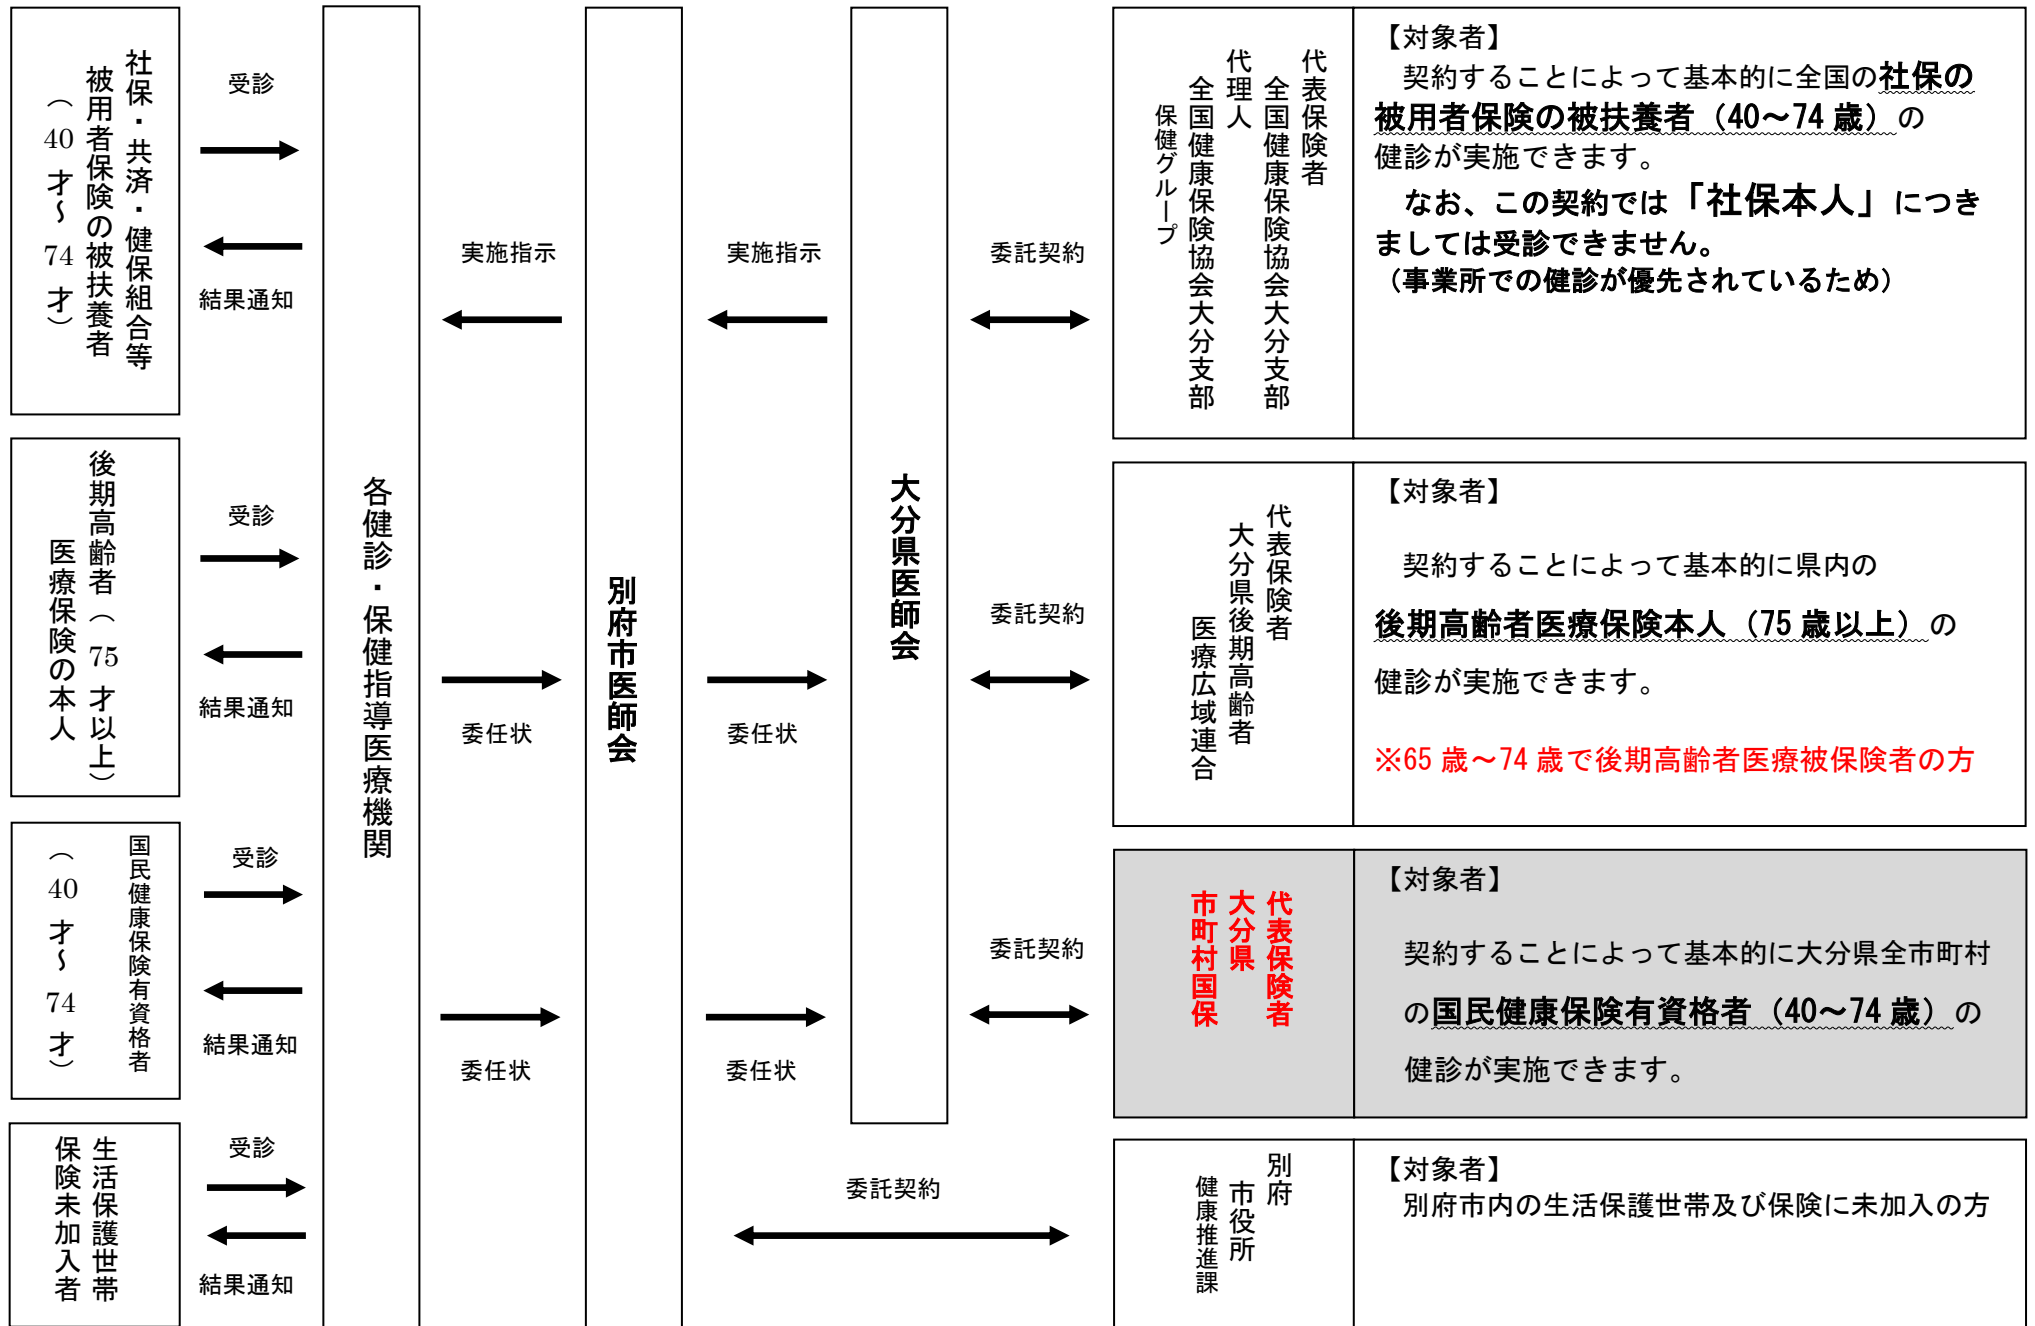 社保・共済・健保組合等
被用者保険の被扶養者
（40才～74才）
受診
結果通知
後期高齢者（75才以上）
医療保険の本人
受診
結果通知
国民健康保険有資格者
（40才～74才）
受診
結果通知
生活保護世帯
保険未加入者
受診
結果通知
各健診・保健指導医療機関
実施指示
委任状
委任状
別府市医師会
実施指示
委任状
委任状
大分県医師会
委託契約
委託契約
委託契約
委託契約
代表保険者
全国健康保険協会大分支部
代理人
全国健康保険協会大分支部
保健グループ
【対象者】
契約することによって基本的に全国の社保の
被用者保険の被扶養者（40～74歳）の
健診が実施できます。
なお、この契約では「社保本人」につき
ましては受診できません。
（事業所での健診が優先されているため）
代表保険者
大分県後期高齢者
医療広域連合
【対象者】
契約することによって基本的に県内の
後期高齢者医療保険本人（75歳以上）の
健診が実施できます。
※65歳～74歳で後期高齢者医療被保険者の方
代表保険者
大分県
市町村国保
【対象者】
契約することによって基本的に大分県全市町村
の国民健康保険有資格者（40～74歳）の
健診が実施できます。
別府
市役所
健康推進課
【対象者】
別府市内の生活保護世帯及び保険に未加入の方